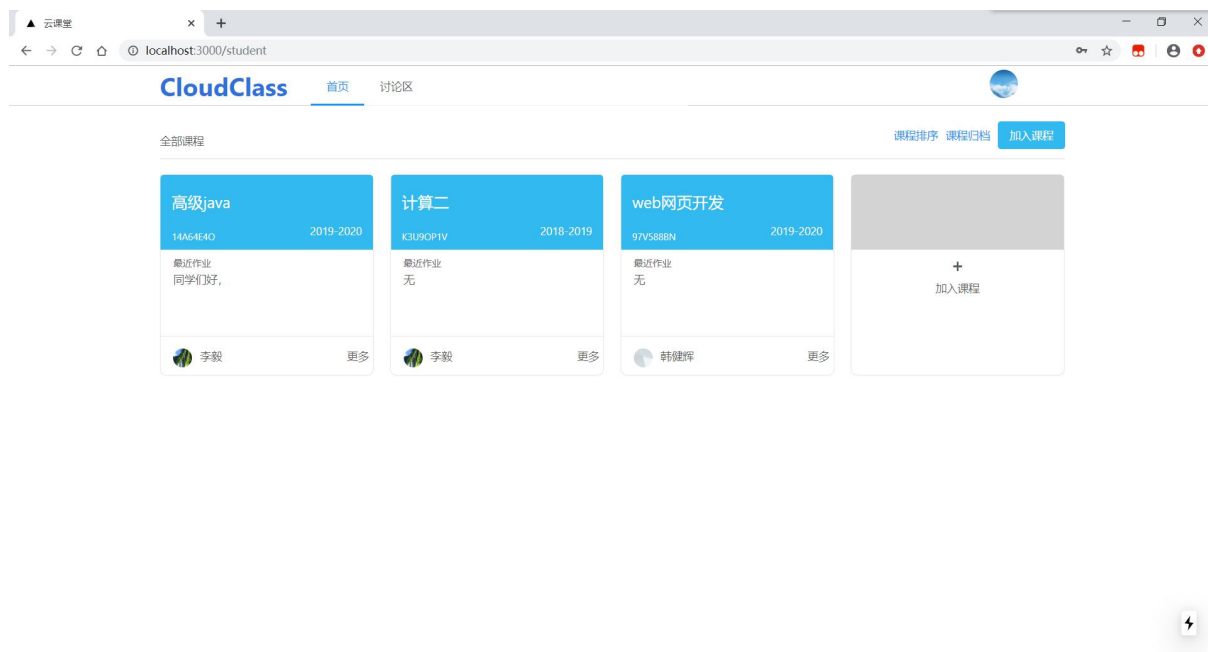 云课堂
localhost:3000/student
CloudClass 首页 讨论区
全部课程 课程排序 课程归档 加入课程
高级java
14A64E4O 2019-2020
最近作业
同学们好,
李毅 更多
计算二
K3U9OP1V 2018-2019
最近作业
无
李毅 更多
web网页开发
97V588BN 2019-2020
最近作业
无
韩健辉 更多
+
加入课程